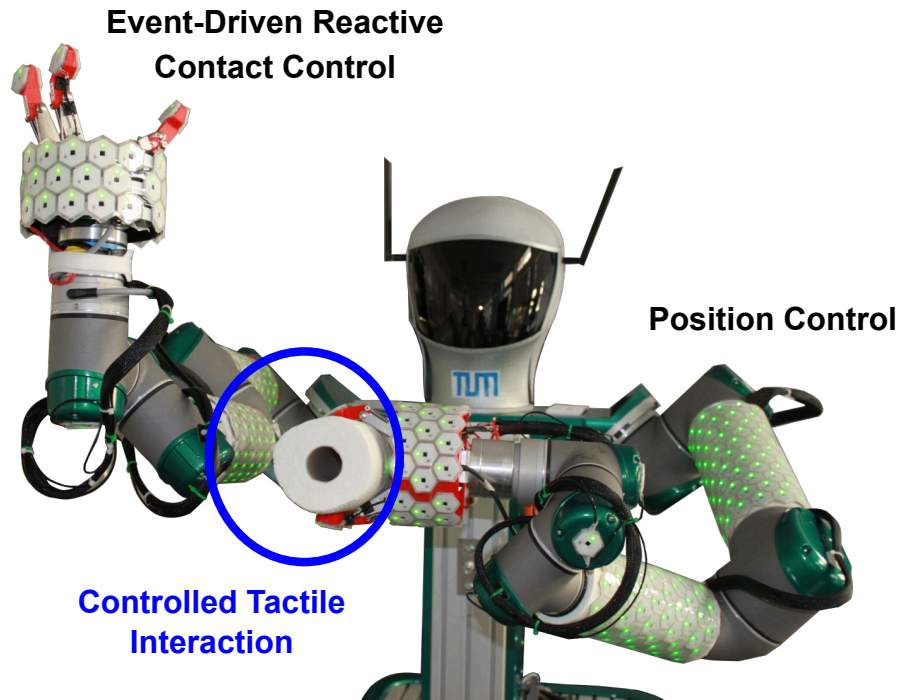 Event-Driven Reactive
Contact Control
Position Control
TUM
Controlled Tactile
Interaction